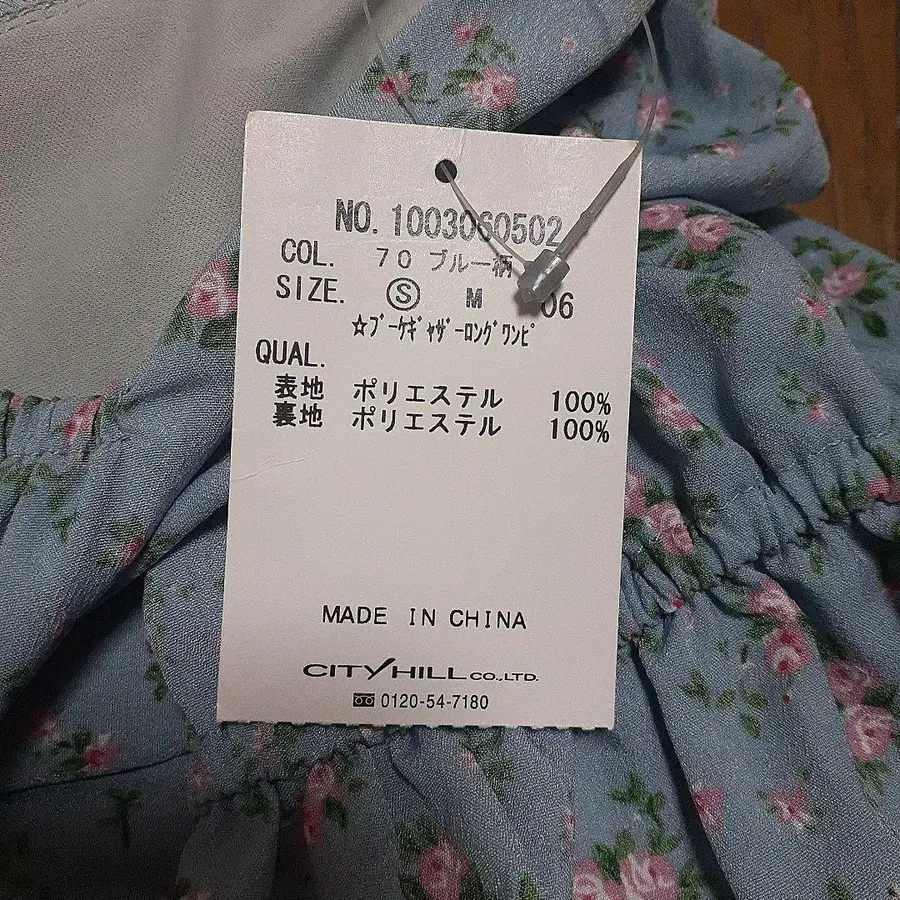 NO. 1003060502
COL. 70 ブルー柄
SIZE. Ⓢ M 06
☆ブーケギャザーロングワンピ
QUAL.
表地 ポリエステル 100%
裏地 ポリエステル 100%
MADE IN CHINA
CITY HILL CO.,LTD.
0120-54-7180